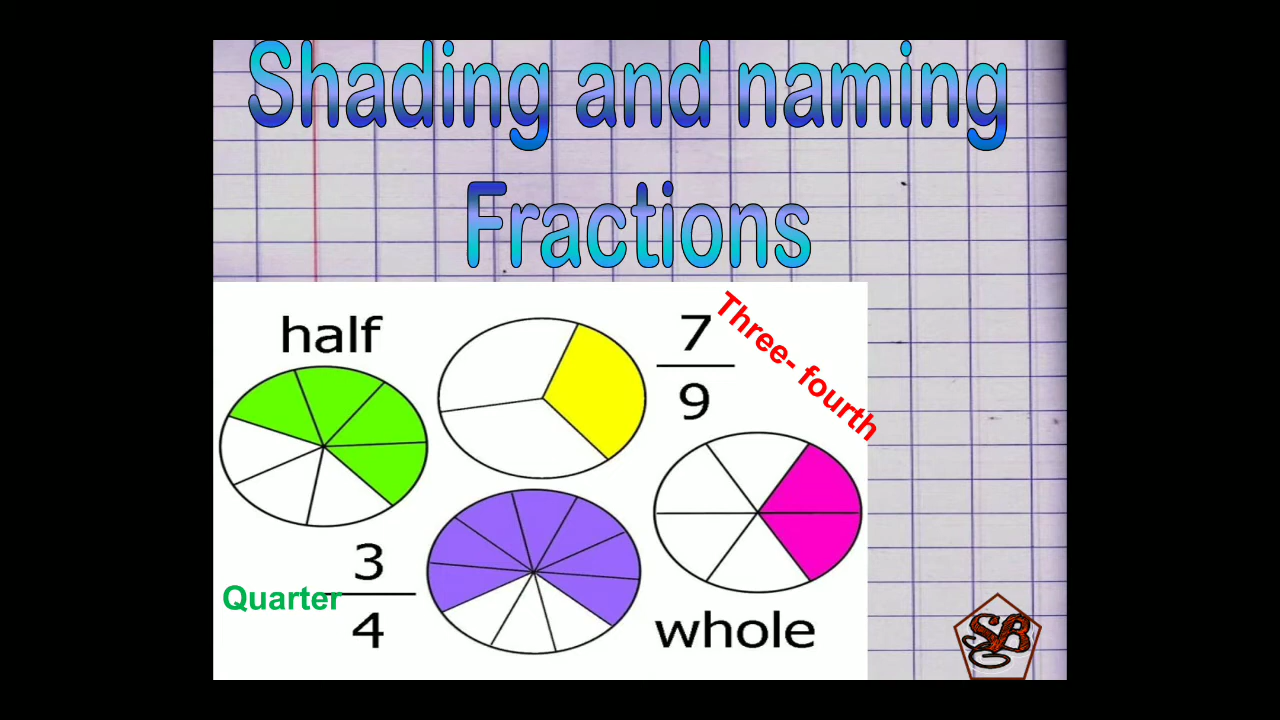 Shading and naming
Fractions
half
7
9
Three- fourth
Quarter
3
4
whole
SB